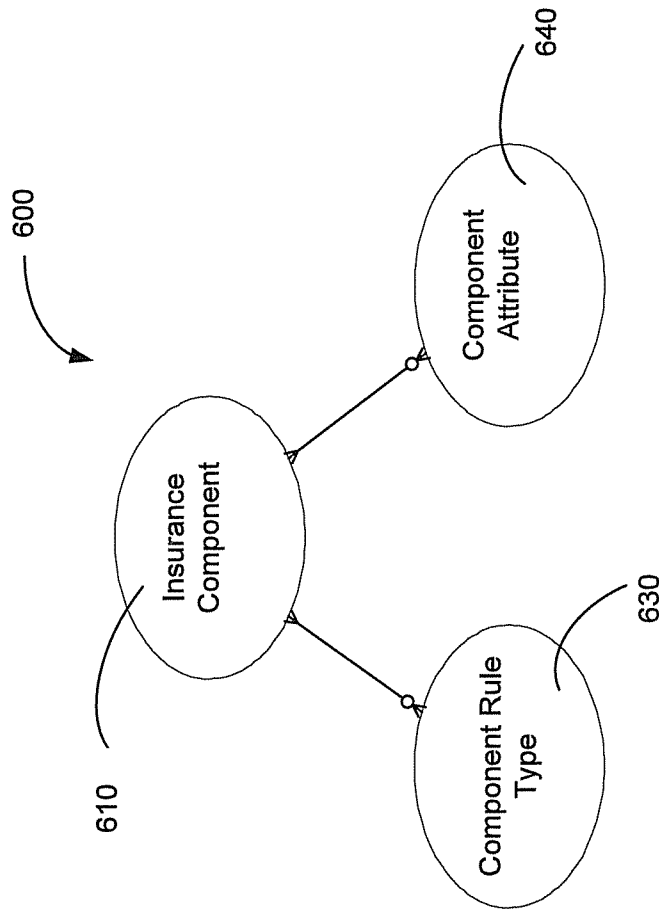 600
610
Insurance
Component
Component Rule
Type
630
Component
Attribute
640